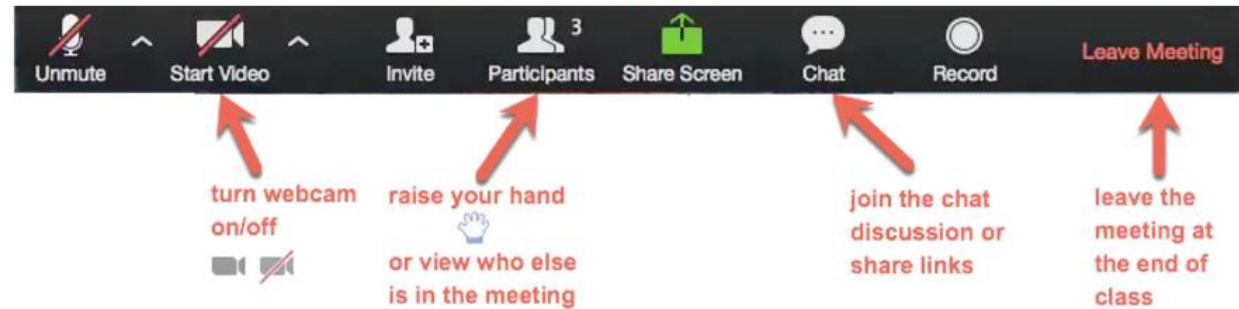 Unmute
Start Video
Invite
Participants
3
Share Screen
Chat
Record
Leave Meeting
turn webcam
on/off
raise your hand
or view who else
is in the meeting
join the chat
discussion or
share links
leave the
meeting at
the end of
class